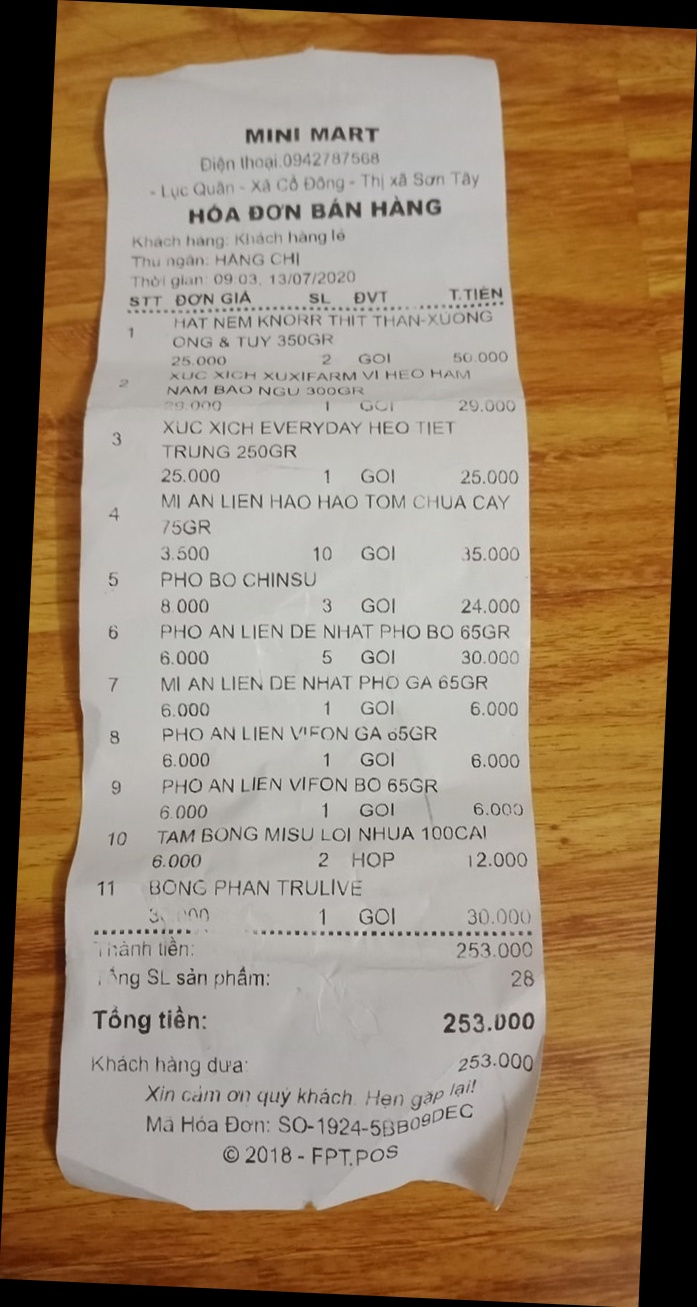 MINI MART
Điện thoại:0942787568
- Lục Quân - Xã Cổ Đông - Thị xã Sơn Tây
HÓA ĐƠN BÁN HÀNG
Khách hàng: Khách hàng lẻ
Thu ngân: HẰNG CHỊ
Thời gian: 09:03, 13/07/2020
STT ĐƠN GIÁ SL ĐVT T.TIỀN
1 HAT NEM KNORR THIT THAN-XUONG
ONG & TUY 350GR
25.000 2 GOI 50.000
2 XUC XICH XUXIFARM VI HEO HAM
NAM BAO NGU 300GR
29.000 1 GOI 29.000
3 XUC XICH EVERYDAY HEO TIET
TRUNG 250GR
25.000 1 GOI 25.000
4 MI AN LIEN HAO HAO TOM CHUA CAY
75GR
3.500 10 GOI 35.000
5 PHO BO CHINSU
8.000 3 GOI 24.000
6 PHO AN LIEN DE NHAT PHO BO 65GR
6.000 5 GOI 30.000
7 MI AN LIEN DE NHAT PHO GA 65GR
6.000 1 GOI 6.000
8 PHO AN LIEN VIFON GA 65GR
6.000 1 GOI 6.000
9 PHO AN LIEN VIFON BO 65GR
6.000 1 GOI 6.000
10 TAM BONG MISU LOI NHUA 100CAI
6.000 2 HOP 12.000
11 BONG PHAN TRULIVE
1 GOI 30.000
Thành tiền: 253.000
Tổng SL sản phẩm: 28
Tổng tiền: 253.000
Khách hàng đưa: 253.000
Xin cảm ơn quý khách. Hẹn gặp lại!
Mã Hóa Đơn: SO-1924-5BB09DEC
© 2018 - FPT.POS